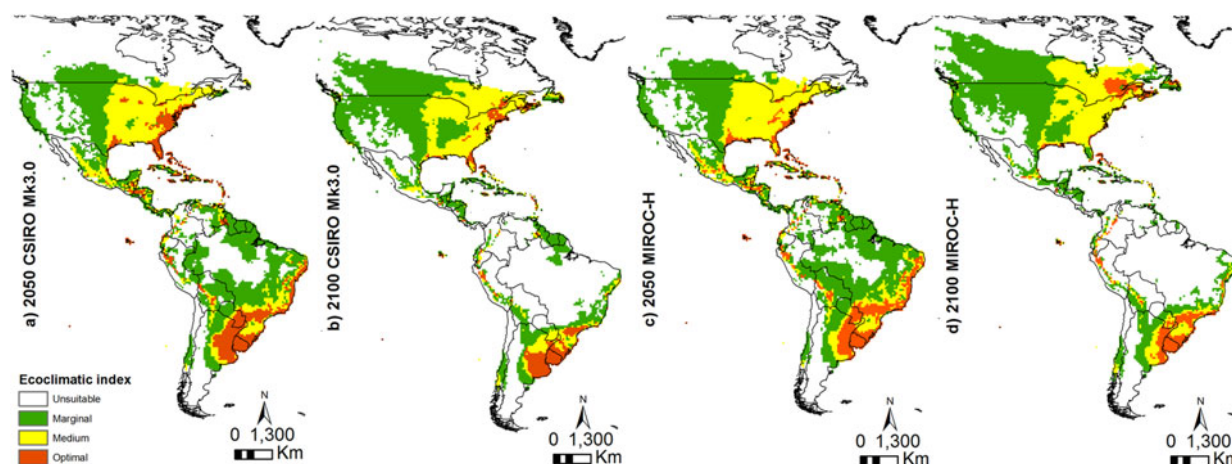 a) 2050 CSIRO Mk3.0
b) 2100 CSIRO Mk3.0
c) 2050 MIROC-H
d) 2100 MIROC-H
Ecoclimatic index
Unsuitable
Marginal
Medium
Optimal
N
0 1,300
Km
N
0 1,300
Km
N
0 1,300
Km
N
0 1,300
Km